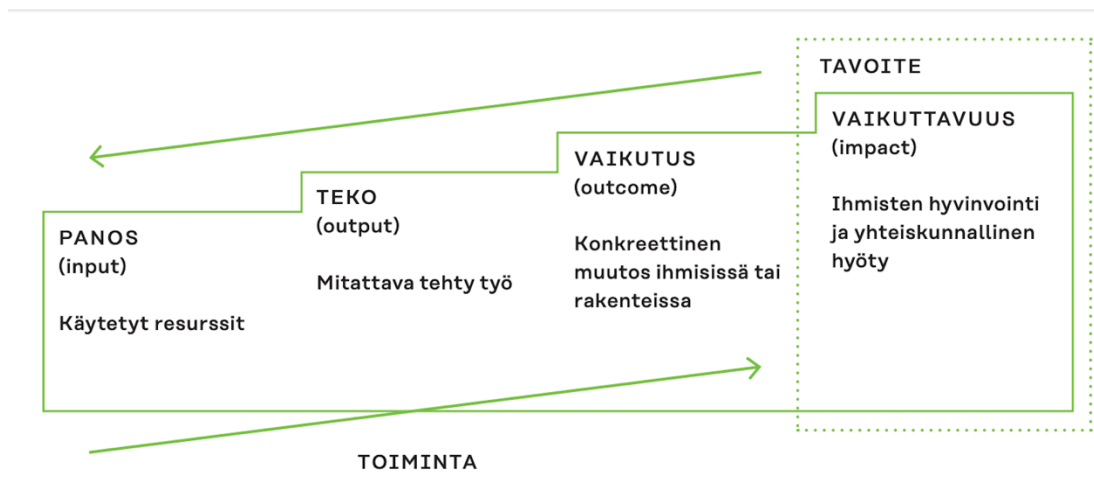 TAVOITE
VAIKUTTAVUUS
(impact)
Ihmisten hyvinvointi
ja yhteiskunnallinen
hyöty
VAIKUTUS
(outcome)
Konkreettinen
muutos ihmisissä tai
rakenteissa
TEKO
(output)
Mitattava tehty työ
PANOS
(input)
Käytetyt resurssit
TOIMINTA